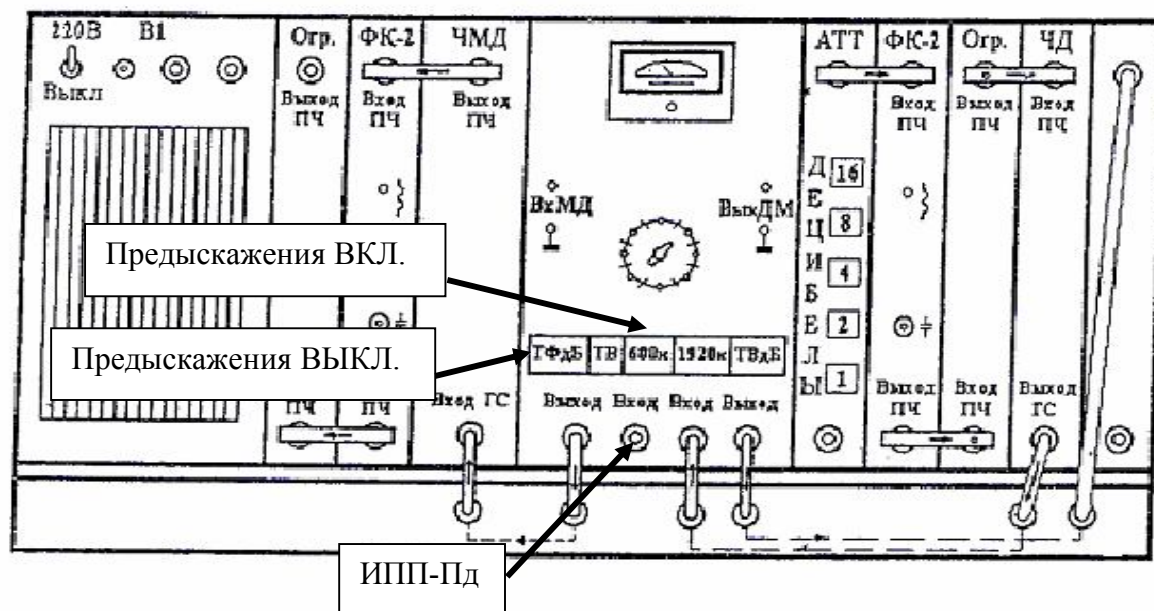 220В В1
Выкл
Огр.
Выход
ПЧ
ФК-2
Вход
ПЧ
ЧМД
Выход
ПЧ
АТТ
ФК-2
Вход
ПЧ
Огр.
Выход
ПЧ
ЧД
Вход
ПЧ
ВхМД
ВыхДМ
ДЕЦИБЕЛЫ
16
8
4
2
1
Предыскажения ВКЛ.
Предыскажения ВЫКЛ.
ТФдБ ТВ 600к 1920к ТВдБ
ПЧ
ПЧ
Вход ГС
Выход Вход Вход Выход
Выход
ПЧ
Вход
ПЧ
Выход
ГС
ИПП-Пд